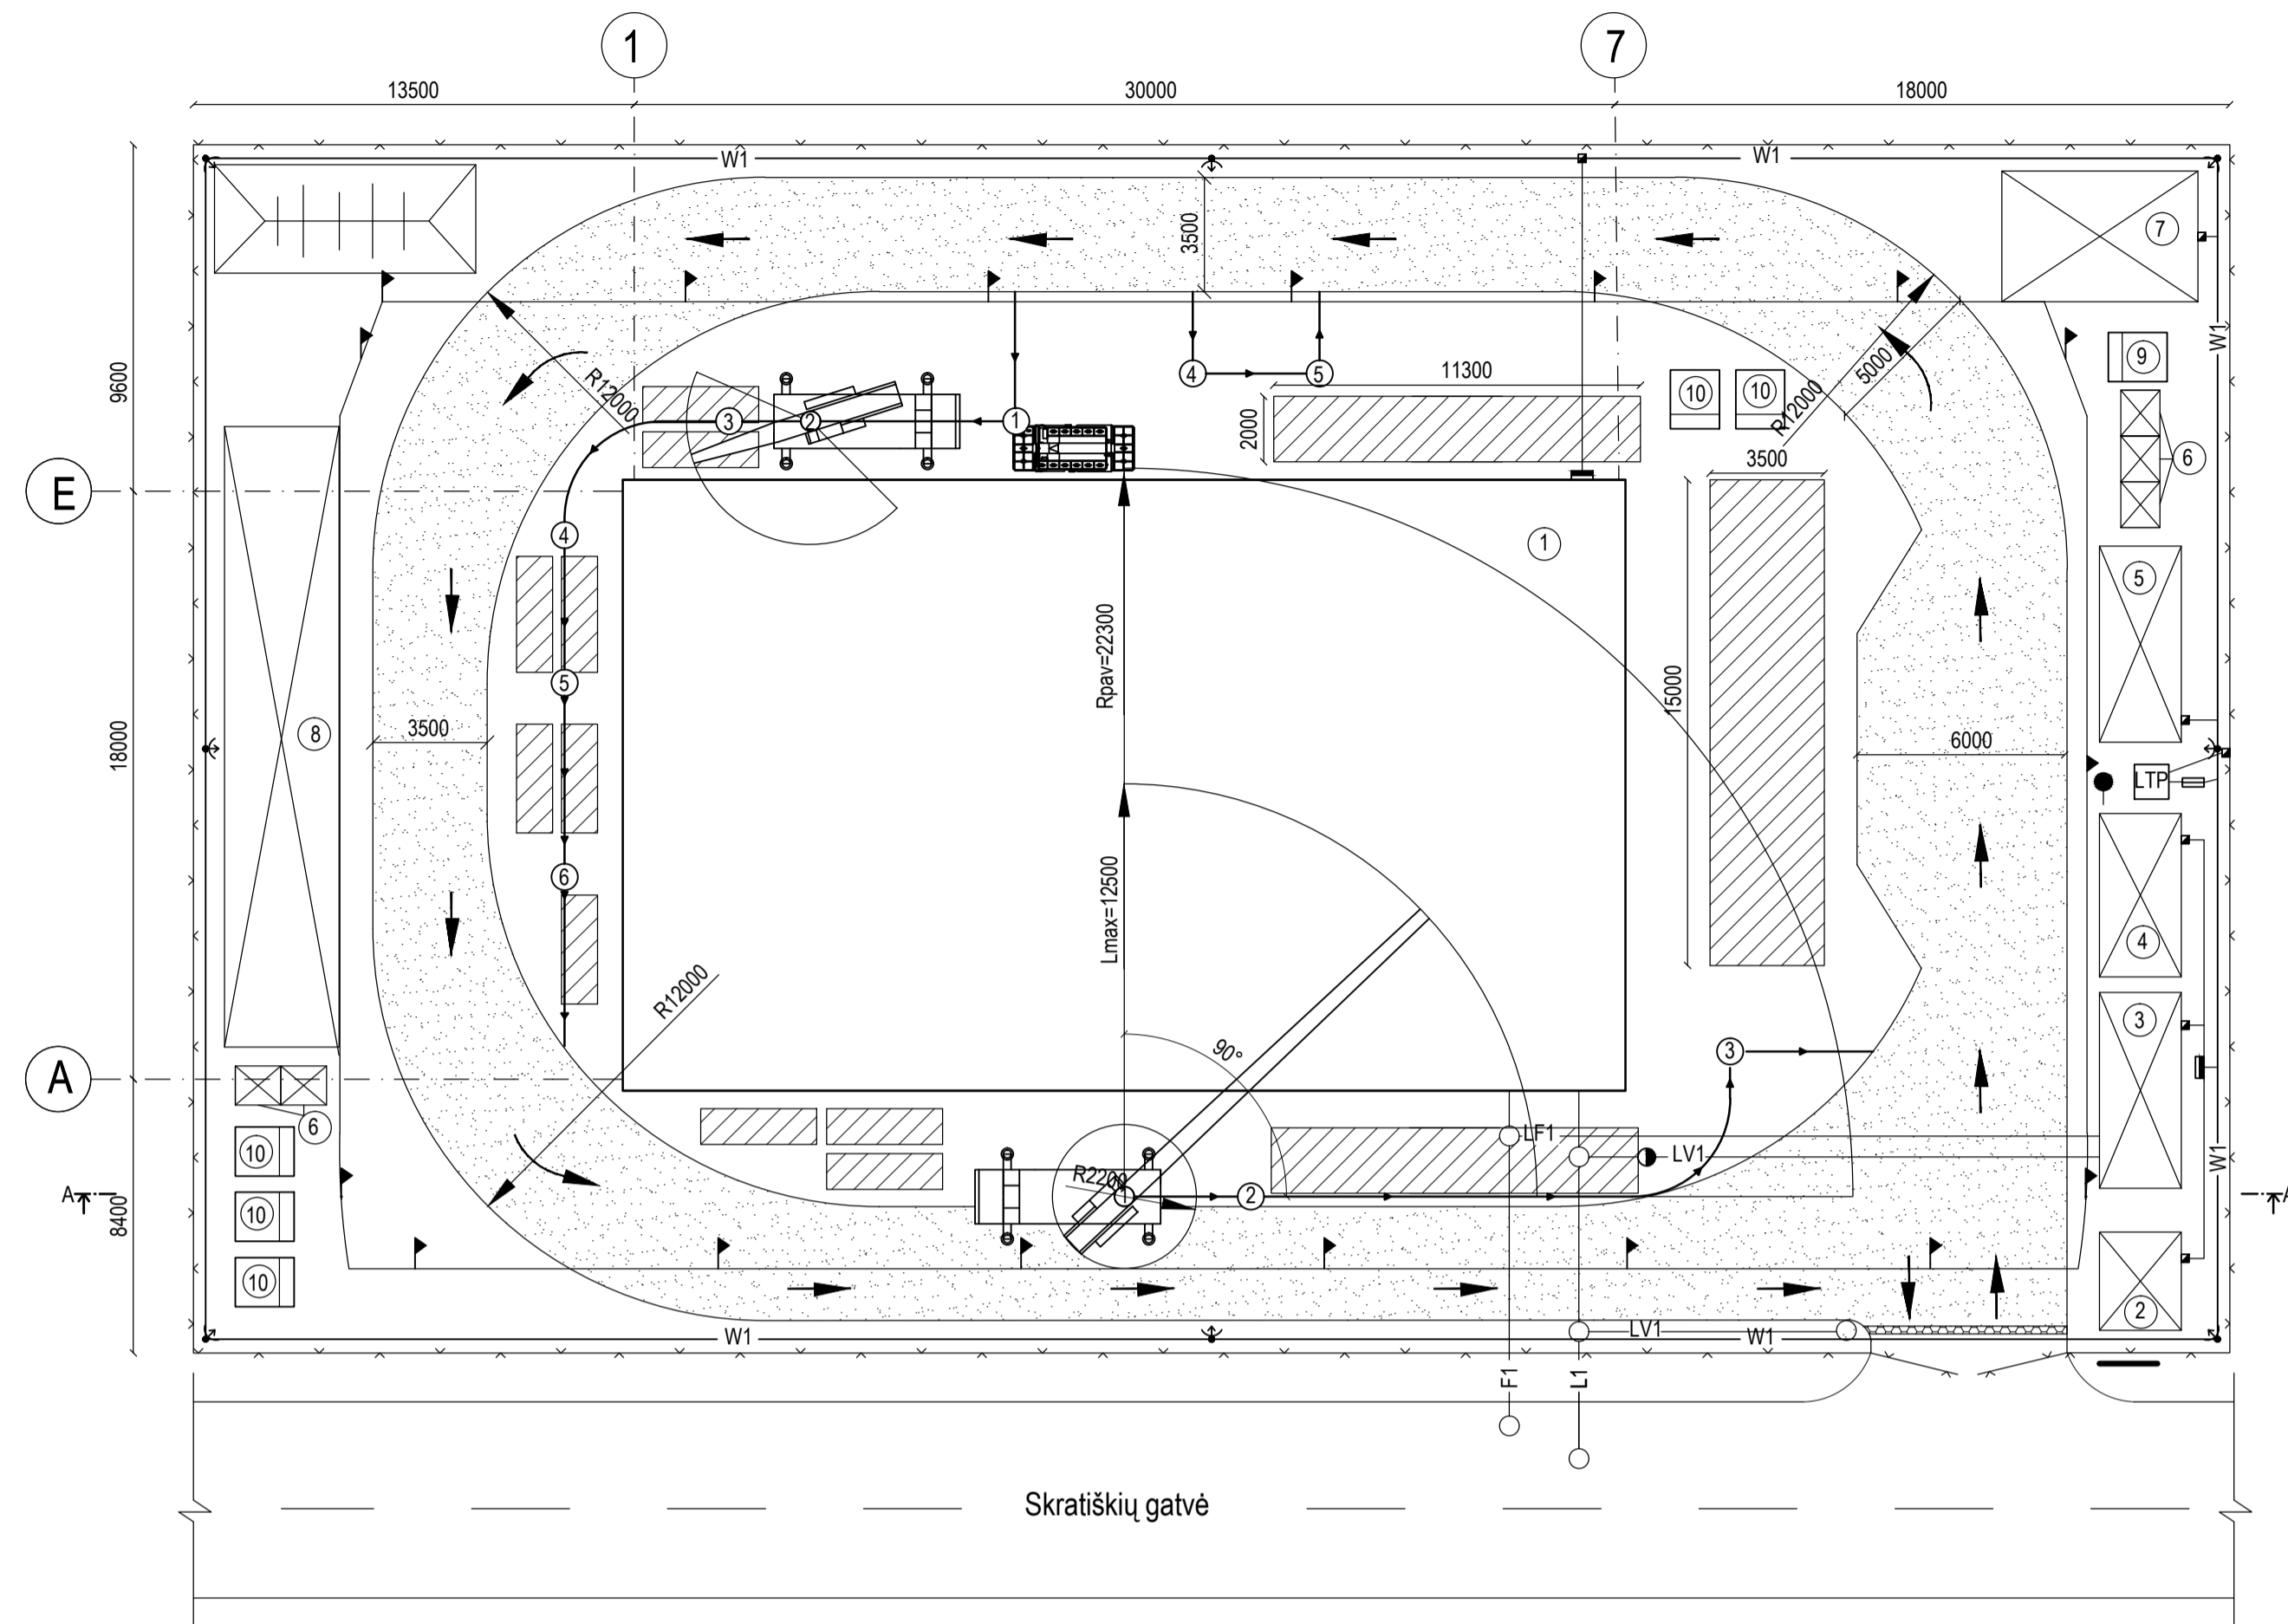 1
7
13500
30000
18000
W1
W1
7
3500
9600
W1
9
R12000
4
5
11300
10
10
5000
R12000
3
2
1
2000
6
3500
E
4
1
5
Rpav=22300
5
15000
18000
8
3500
6000
LTP
6
Lmax=12500
4
R12000
3
90°
3
A
6
LF1
10
LV1
W1
R2200
1
2
A
A
8400
10
10
2
W1
LV1
W1
F1
L1
Skratiškių gatvė